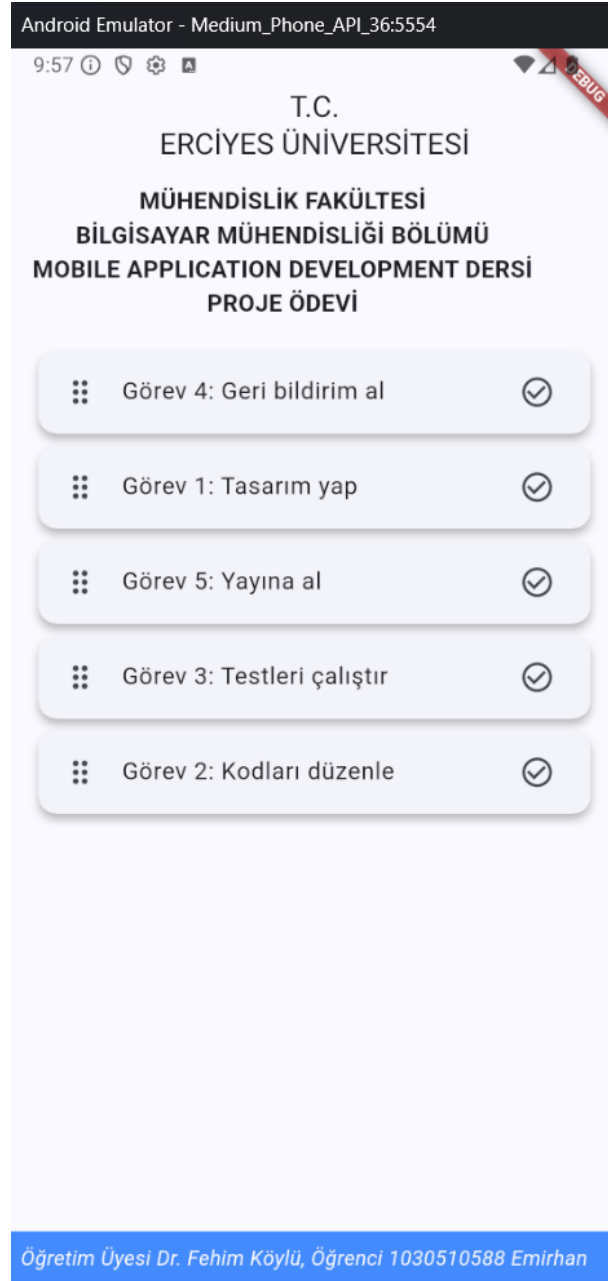 Android Emulator - Medium_Phone_API_36:5554
9:57
DEBUG
T.C.
ERCİYES ÜNİVERSİTESİ
MÜHENDİSLİK FAKÜLTESİ
BİLGİSAYAR MÜHENDİSLİĞİ BÖLÜMÜ
MOBILE APPLICATION DEVELOPMENT DERSİ
PROJE ÖDEVİ
Görev 4: Geri bildirim al
Görev 1: Tasarım yap
Görev 5: Yayına al
Görev 3: Testleri çalıştır
Görev 2: Kodları düzenle
Öğretim Üyesi Dr. Fehim Köylü, Öğrenci 1030510588 Emirhan